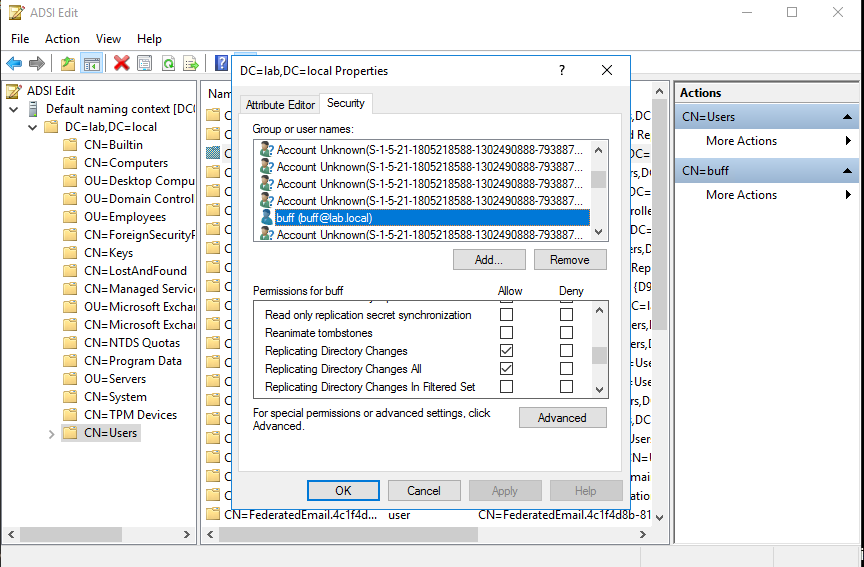 ADSI Edit
File Action View Help
DC=lab,DC=local Properties
Attribute Editor Security
Group or user names:
Account Unknown(S-1-5-21-1805218588-1302490888-793887...
Account Unknown(S-1-5-21-1805218588-1302490888-793887...
Account Unknown(S-1-5-21-1805218588-1302490888-793887...
Account Unknown(S-1-5-21-1805218588-1302490888-793887...
buff (buff@lab.local)
Account Unknown(S-1-5-21-1805218588-1302490888-793887...
Add... Remove
Permissions for buff Allow Deny
Read only replication secret synchronization
Reanimate tombstones
Replicating Directory Changes
Replicating Directory Changes All
Replicating Directory Changes In Filtered Set
For special permissions or advanced settings, click
Advanced.
Advanced
OK Cancel Apply Help
ADSI Edit
Default naming context [DC0
DC=lab,DC=local
CN=Builtin
CN=Computers
OU=Desktop Compu
OU=Domain Control
OU=Employees
CN=ForeignSecurityP
CN=Keys
CN=LostAndFound
CN=Managed Service
OU=Microsoft Exchan
CN=Microsoft Exchan
CN=NTDS Quotas
CN=Program Data
OU=Servers
CN=System
CN=TPM Devices
CN=Users
Nam
CN=FederatedEmail.4c1f4d... user CN=FederatedEmail.4c1f4d8b-81
Actions
CN=Users
More Actions
CN=buff
More Actions